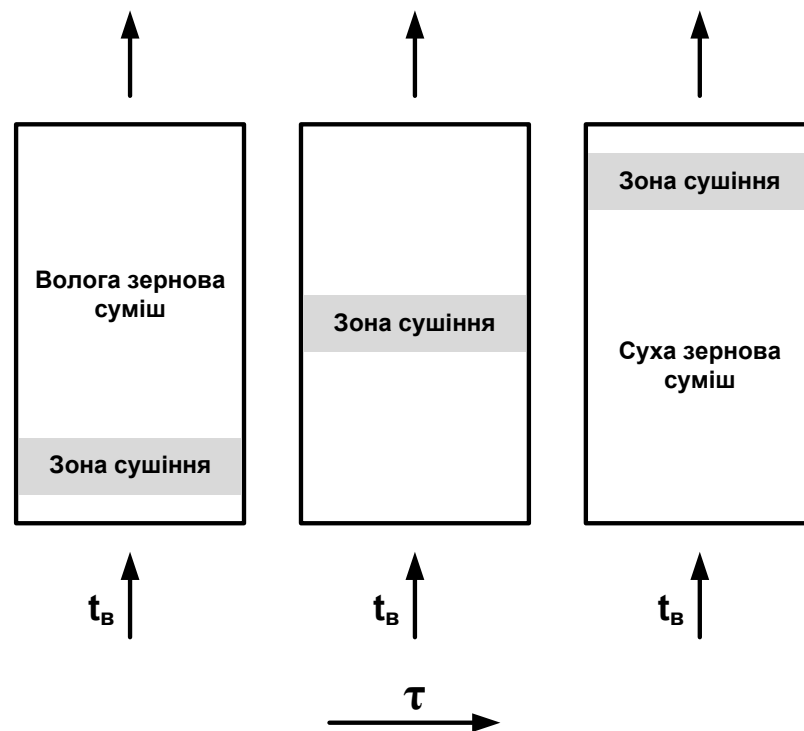 Волога зернова
суміш
Зона сушіння
Зона сушіння
Зона сушіння
Суха зернова
суміш
tв
tв
tв
τ